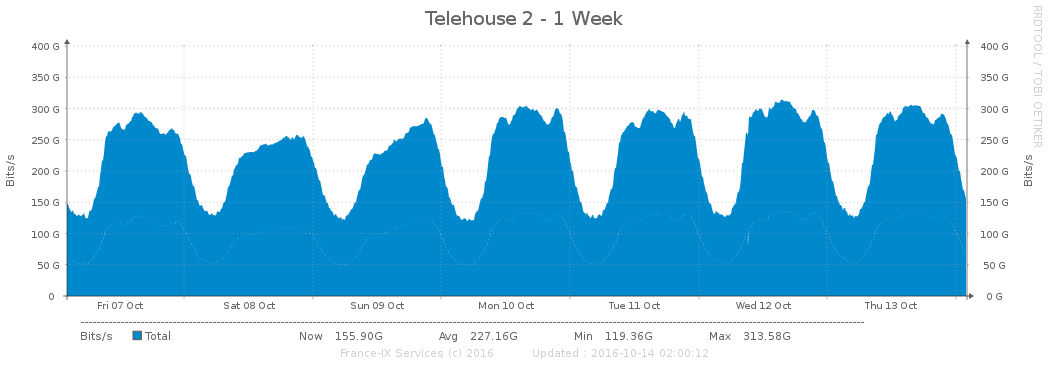 Telehouse 2 - 1 Week
RRDTOOL / TOBI OETIKER
Bits/s
Bits/s
400 G 400 G
350 G 350 G
300 G 300 G
250 G 250 G
200 G 200 G
150 G 150 G
100 G 100 G
50 G 50 G
0 0 G
Fri 07 Oct Sat 08 Oct Sun 09 Oct Mon 10 Oct Tue 11 Oct Wed 12 Oct Thu 13 Oct
Bits/s Total Now 155.90G Avg 227.16G Min 119.36G Max 313.58G
France-IX Services (c) 2016 Updated : 2016-10-14 02:00:12